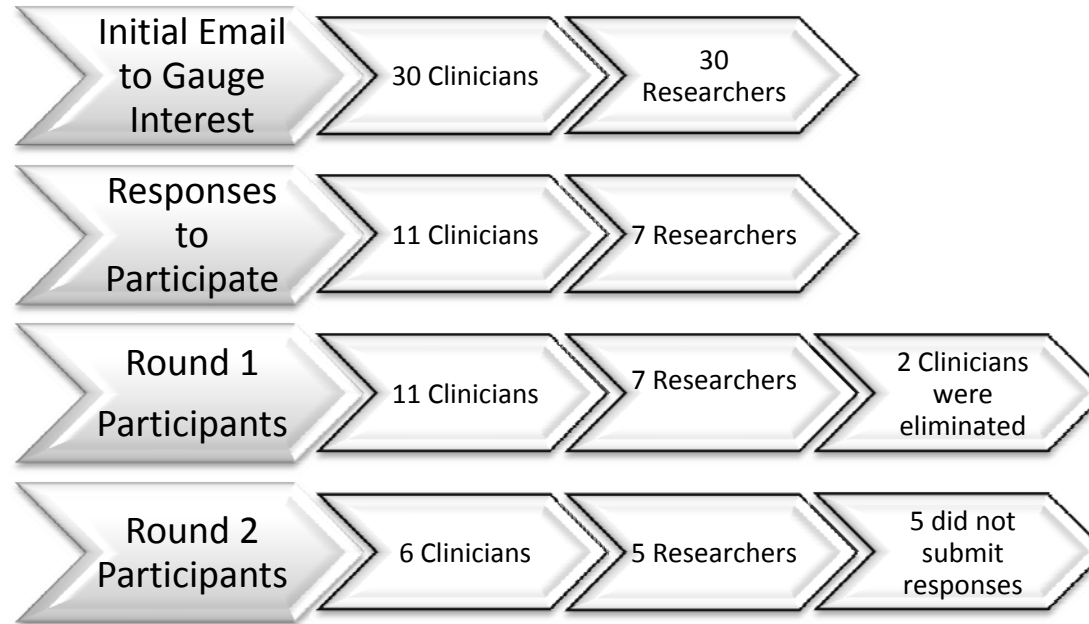 Initial Email
to Gauge
Interest
30 Clinicians
30
Researchers
Responses
to
Participate
11 Clinicians
7 Researchers
Round 1
Participants
11 Clinicians
7 Researchers
2 Clinicians
were
eliminated
Round 2
Participants
6 Clinicians
5 Researchers
5 did not
submit
responses